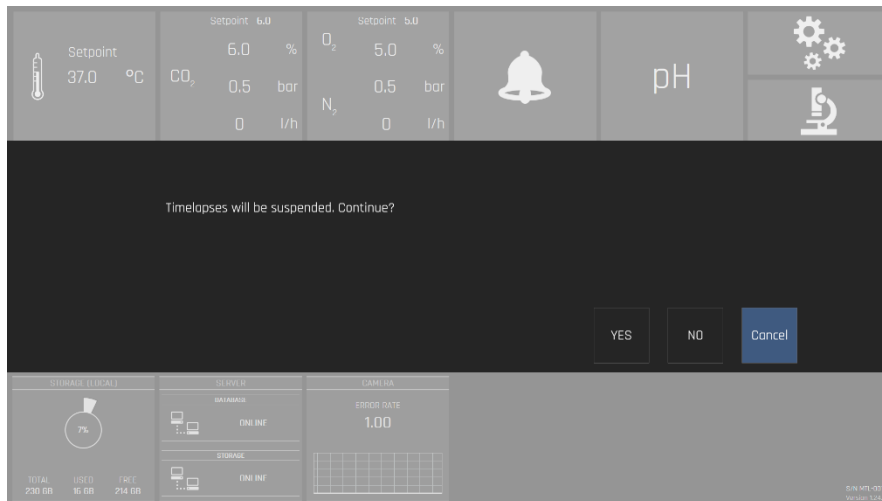 Setpoint
37.0 °C
CO₂
Setpoint 6.0
6.0 %
0.5 bar
0 l/h
O₂
N₂
Setpoint 5.0
5.0 %
0.5 bar
0 l/h
pH
Timelapses will be suspended. Continue?
YES NO Cancel
STORAGE (LOCAL)
7%
TOTAL USED FREE
230 GB 16 GB 214 GB
SERVER
DATABASE
ONLINE
STORAGE
ONLINE
CAMERA
ERROR RATE
1.00
Version